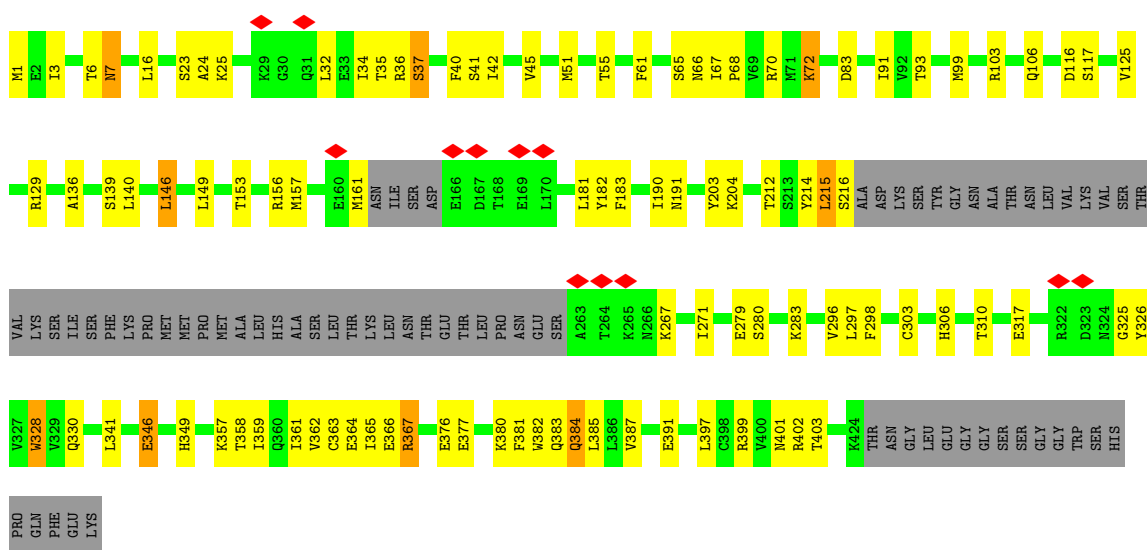 M1 E2 I3 T6 N7 L16 S23 A24 K25 K29 G30 Q31 L32 E33 I34 T35 R36 S37 F40 S41 I42 V45 M51 T55 F61 S65 N66 I67 P68 V69 R70 M71 K72 D83 I91 V92 T93 M99 R103 Q106 D116 S117 V125
R129 A136 S139 L140 L146 L149 T153 R156 M157 E160 M161 ASN ILE SER ASP E166 D167 T168 E169 L170 L181 Y182 F183 I190 N191 Y203 K204 T212 S213 Y214 L215 S216 ALA ASP LYS SER TYR GLY ASN ALA THR ASN LEU VAL LYS VAL SER THR
VAL LYS SER ILE SER PHE LYS PRO MET MET PRO MET ALA LEU HIS ALA SER LEU THR LYS LEU ASN THR GLU THR LEU PRO ASN GLU SER A263 T264 K265 N266 K267 I271 E279 S280 K283 V296 L297 F298 C303 H306 T310 E317 R322 D323 N324 G325 Y326
V327 W328 V329 Q330 L341 E346 H349 K357 T358 I359 Q360 I361 V362 C363 E364 I365 E366 R367 E376 E377 K380 F381 W382 Q383 Q384 L385 L386 V387 E391 L397 C398 R399 V400 N401 R402 T403 K424 THR ASN GLY LEU GLU GLY GLY SER SER GLY GLY TRP SER HIS
PRO GLN PHE GLU LYS